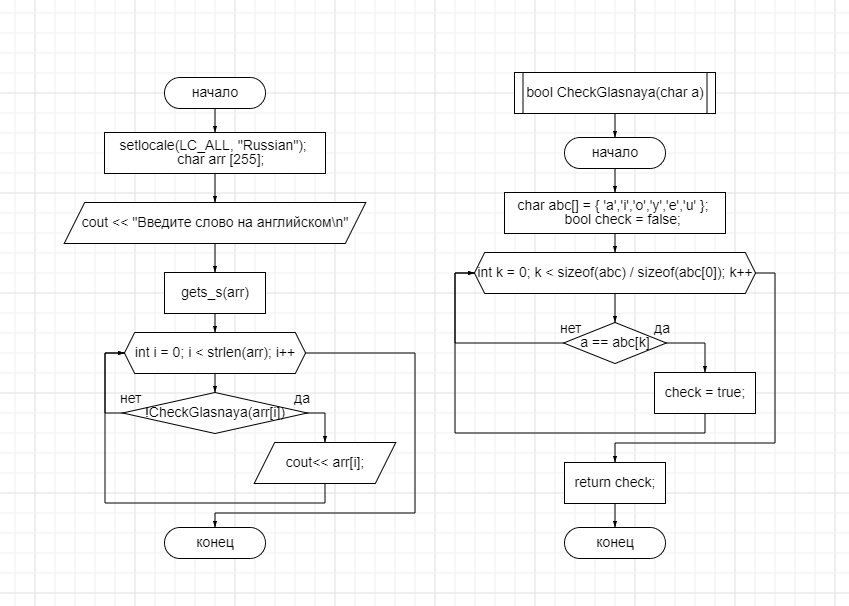 начало
setlocale(LC_ALL, "Russian");
char arr [255];
cout << "Введите слово на английском\n"
gets_s(arr)
int i = 0; i < strlen(arr); i++
нет
да
!CheckGlasnaya(arr[i])
cout<< arr[i];
конец
bool CheckGlasnaya(char a)
начало
char abc[] = { 'a','i','o','y','e','u' };
bool check = false;
int k = 0; k < sizeof(abc) / sizeof(abc[0]); k++
нет
да
a == abc[k]
check = true;
return check;
конец